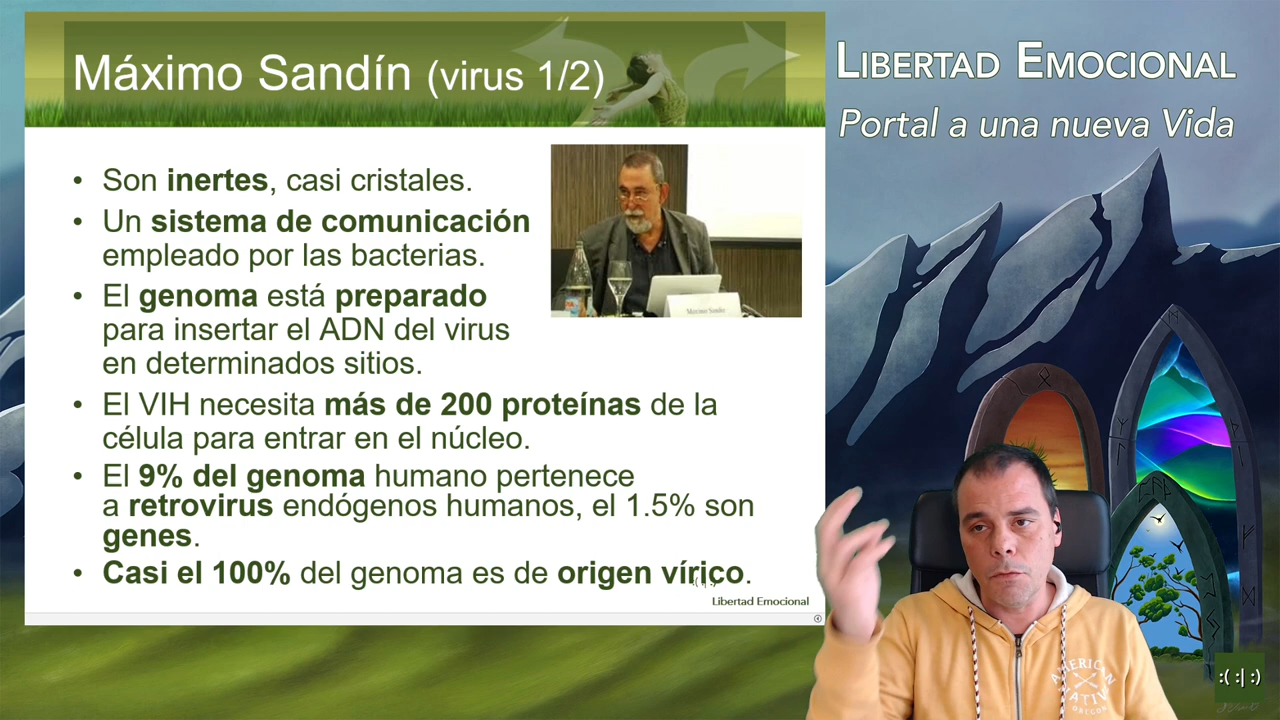 Máximo Sandín (virus 1/2)
• Son inertes, casi cristales.
• Un sistema de comunicación
empleado por las bacterias.
• El genoma está preparado
para insertar el ADN del virus
en determinados sitios.
• El VIH necesita más de 200 proteínas de la
célula para entrar en el núcleo.
• El 9% del genoma humano pertenece
a retrovirus endógenos humanos, el 1.5% son
genes.
• Casi el 100% del genoma es de origen vírico.
Libertad Emocional
LIBERTAD EMOCIONAL
Portal a una nueva Vida
AMERICAN
NATIVE
OREGON
:( :| :)